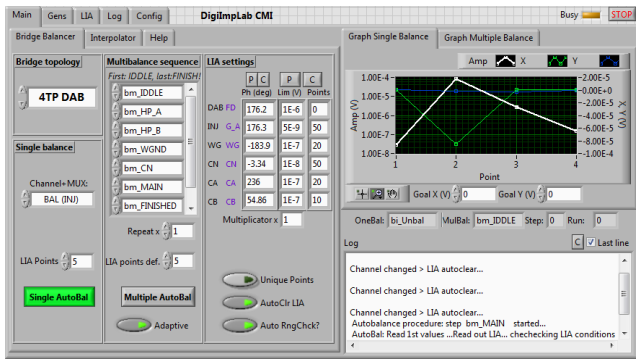 Main Gens LIA Log Config DigiImpLab CMI Busy STOP
Bridge Balancer Interpolator Help
Bridge topology
4TP DAB
Single balance
Channel+MUX:
BAL (INJ)
LIA Points 5
Single AutoBal
Multibalance sequence
First: IDDLE, last:FINISH!
bm_IDDLE
bm_HP_A
bm_HP_B
bm_WGND
bm_CN
bm_MAIN
bm_FINISHED
Repeat x 1
LIA points def. 5
Multiple AutoBal
Adaptive
LIA settings
P C P C
Ph (deg) Lim (V) Points
DAB FD 176.2 1E-6 0
INJ G_A 176.3 5E-9 50
WG WG -183.9 1E-7 20
CN CN -3.34 1E-8 50
CA CA 236 1E-7 20
CB CB 54.86 1E-7 10
Multiplicator x 1
Unique Points
AutoClr LIA
Auto RngChck?
Graph Single Balance Graph Multiple Balance
Amp X Y
1.00E-4
1.00E-5
1.00E-6
1.00E-7
1.00E-8
Amp (V)
2.00E-5
0.00E+0
-2.00E-5
-4.00E-5
-6.00E-5
-8.00E-5
-1.00E-4
X,Y (V)
1 2 3 4
Point
Goal X (V) 0 Goal Y (V) 0
OneBal: bi_Unbal MulBal: bm_IDDLE Step: 0 Run: 0
Log C Last line
Channel changed > LIA autoclear...
Channel changed > LIA autoclear...
Channel changed > LIA autoclear...
Autobalance procedure: step bm_MAIN started...
AutoBal: Read 1st values ...Read out LIA... chechecking LIA conditions